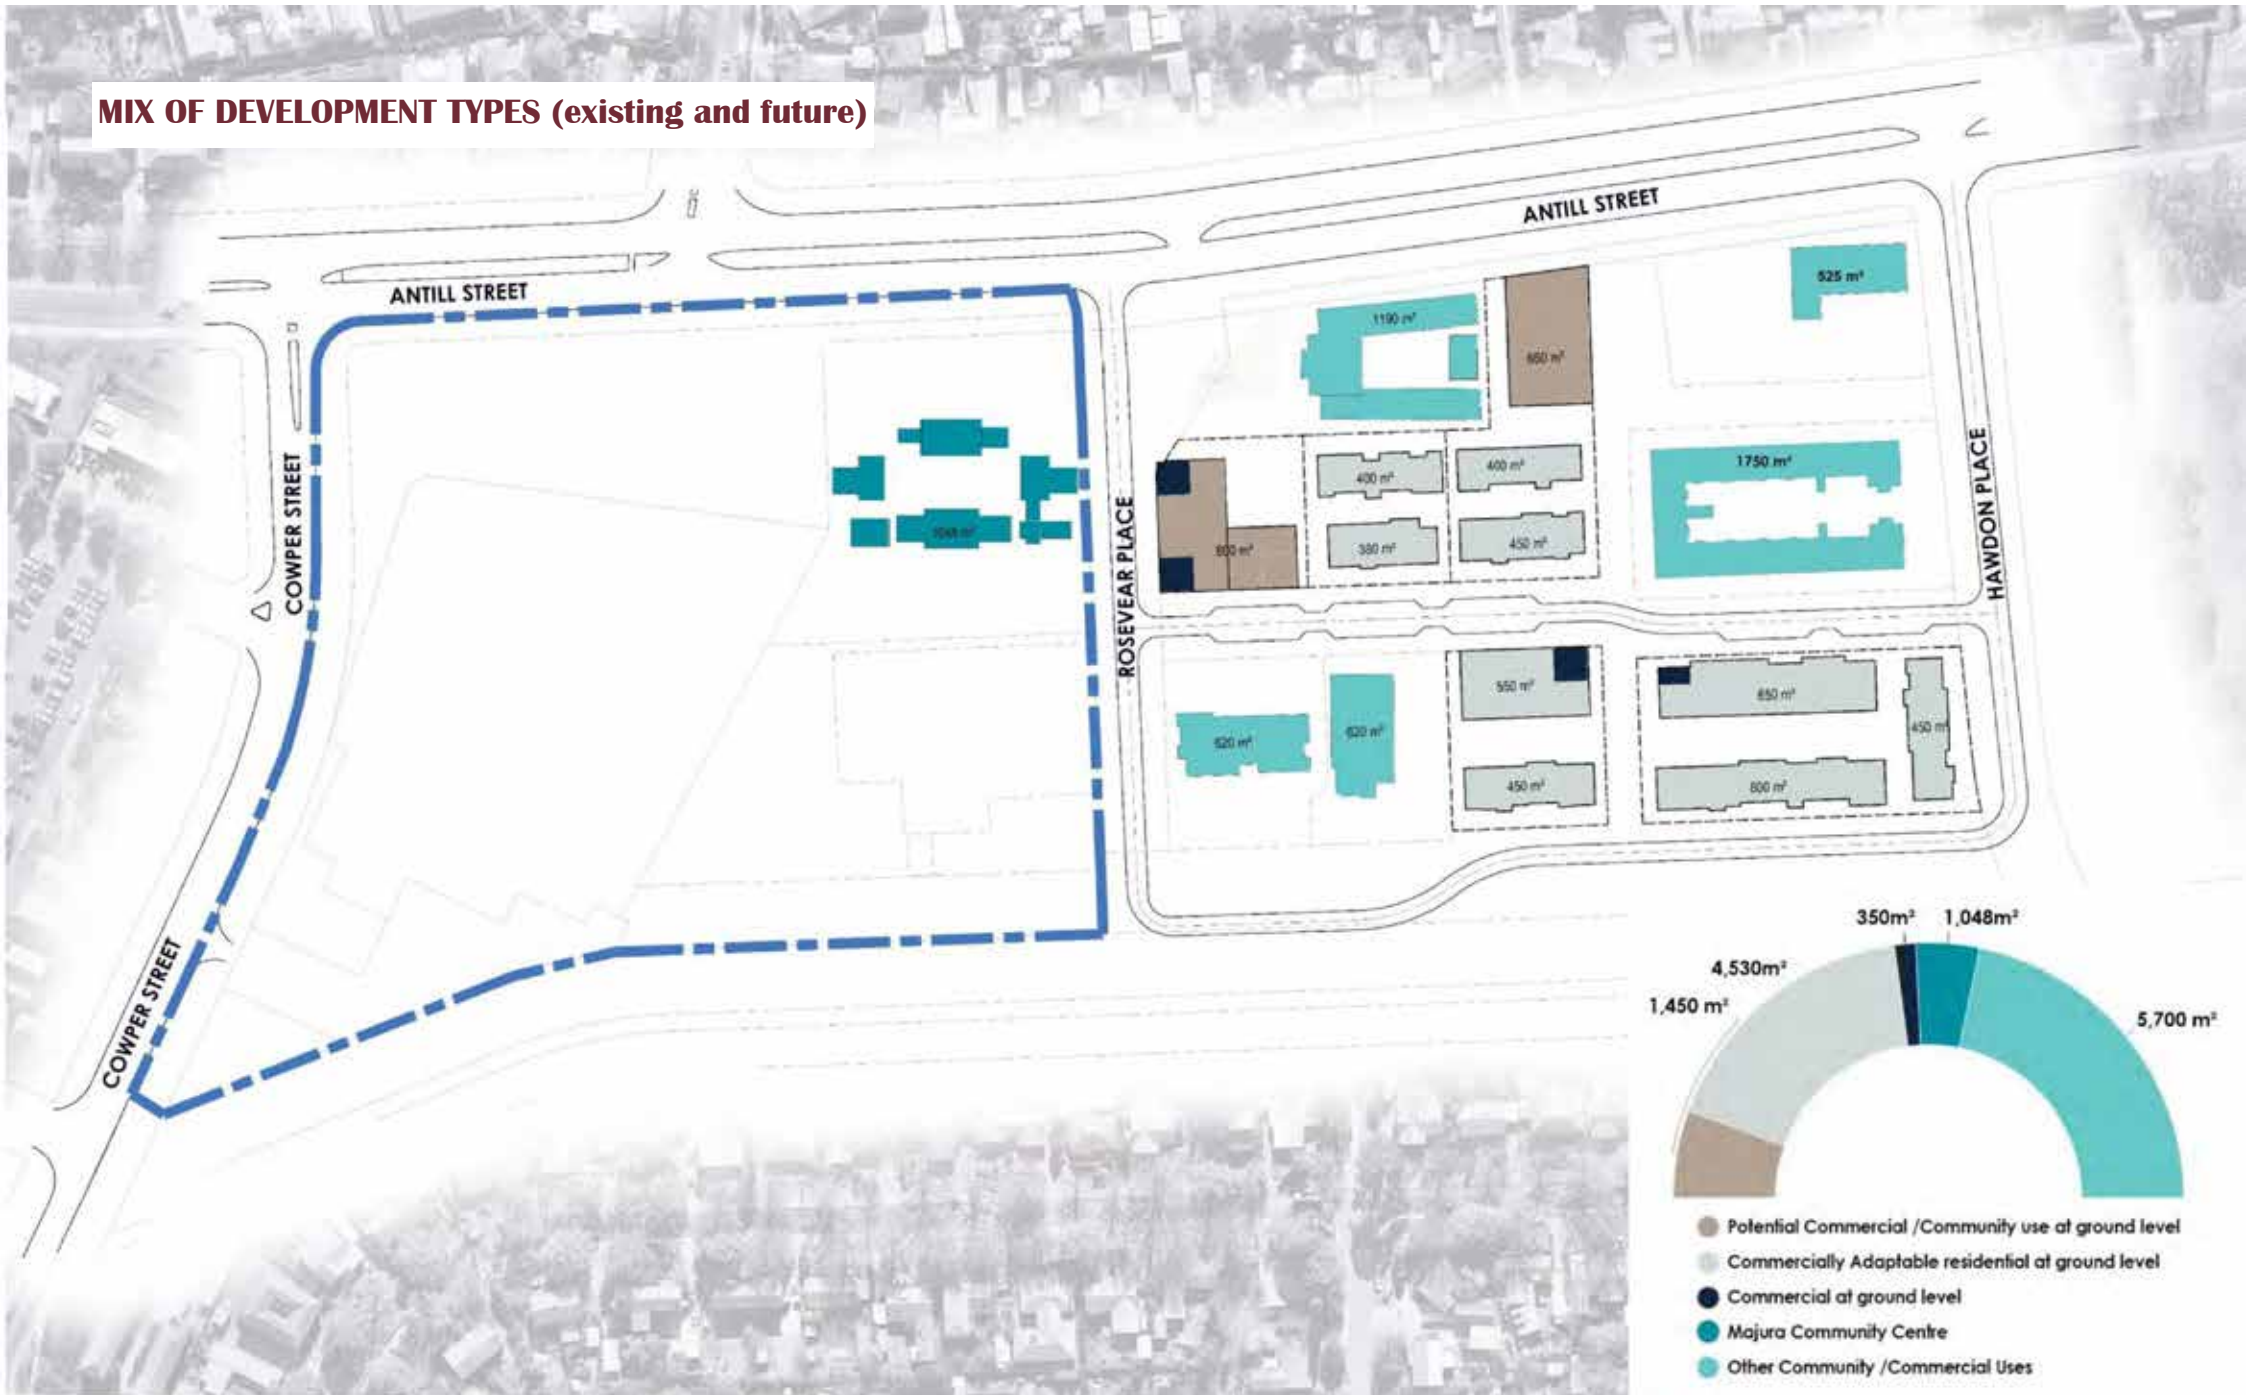 MIX OF DEVELOPMENT TYPES (existing and future)
ANTILL STREET
ANTILL STREET
COWPER STREET
COWPER STREET
ROSEVEAR PLACE
HAWDON PLACE
525 m²
1190 m²
1750 m²
400 m²
400 m²
380 m²
450 m²
550 m²
650 m²
450 m²
620 m²
620 m²
450 m²
800 m²
350m²
1,048m²
4,530m²
1,450 m²
5,700 m²
Potential Commercial /Community use at ground level
Commercially Adaptable residential at ground level
Commercial at ground level
Majura Community Centre
Other Community /Commercial Uses